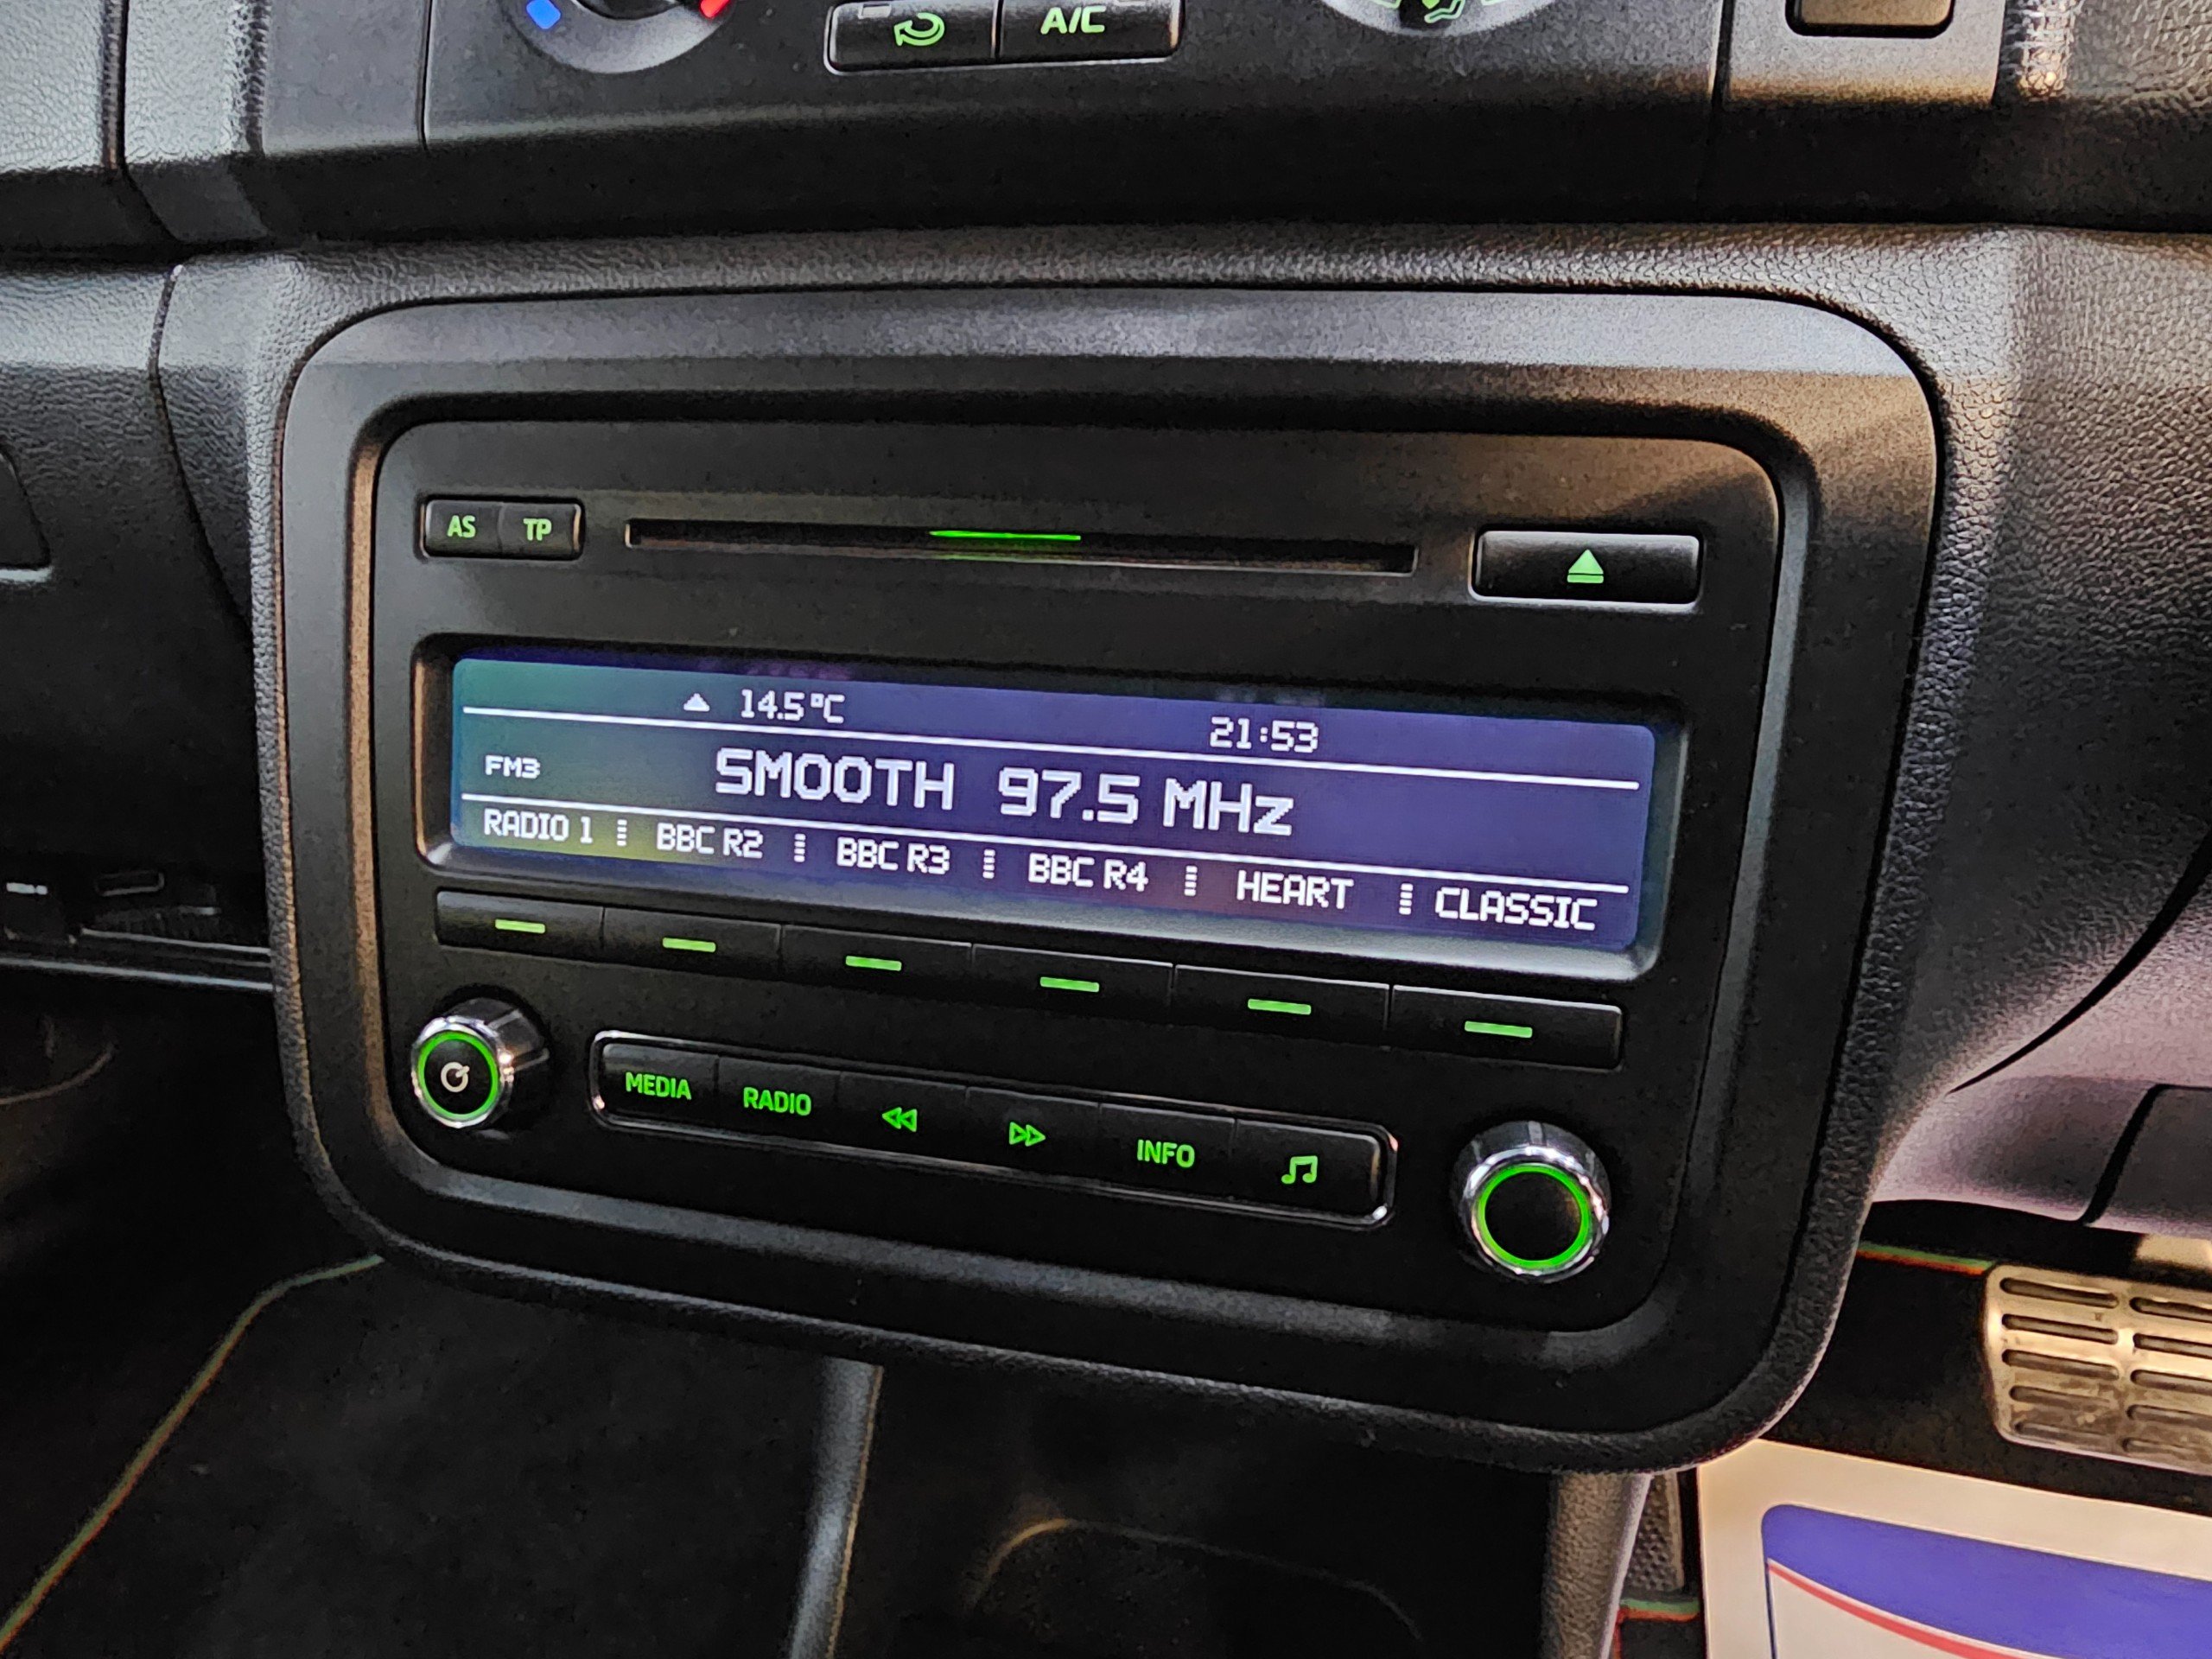 A/C
AS TP
14.5°C 21:53
FM3 SMOOTH 97.5 MHz
RADIO 1 BBC R2 BBC R3 BBC R4 HEART CLASSIC
MEDIA RADIO INFO